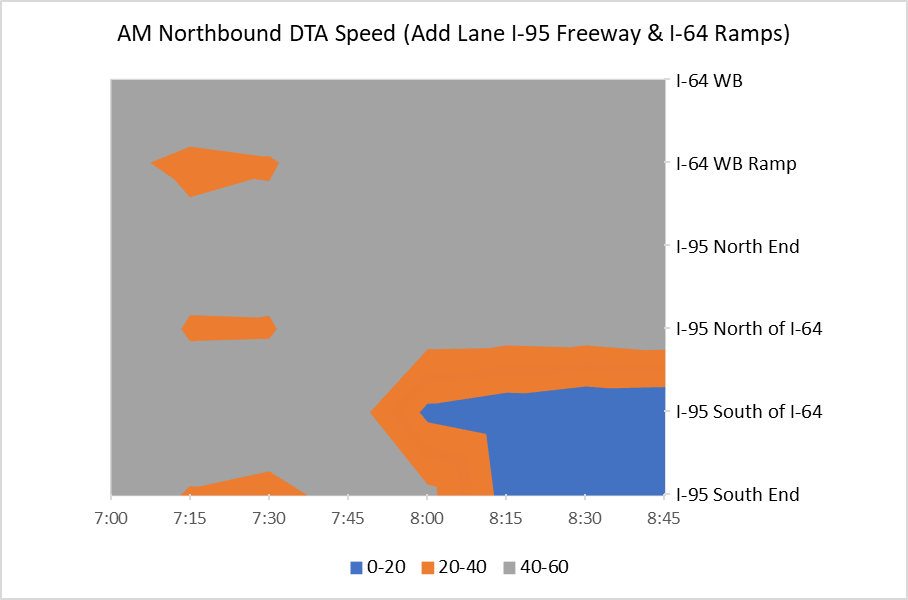 AM Northbound DTA Speed (Add Lane I-95 Freeway & I-64 Ramps)
I-64 WB
I-64 WB Ramp
I-95 North End
I-95 North of I-64
I-95 South of I-64
I-95 South End
7:00 7:15 7:30 7:45 8:00 8:15 8:30 8:45
0-20 20-40 40-60